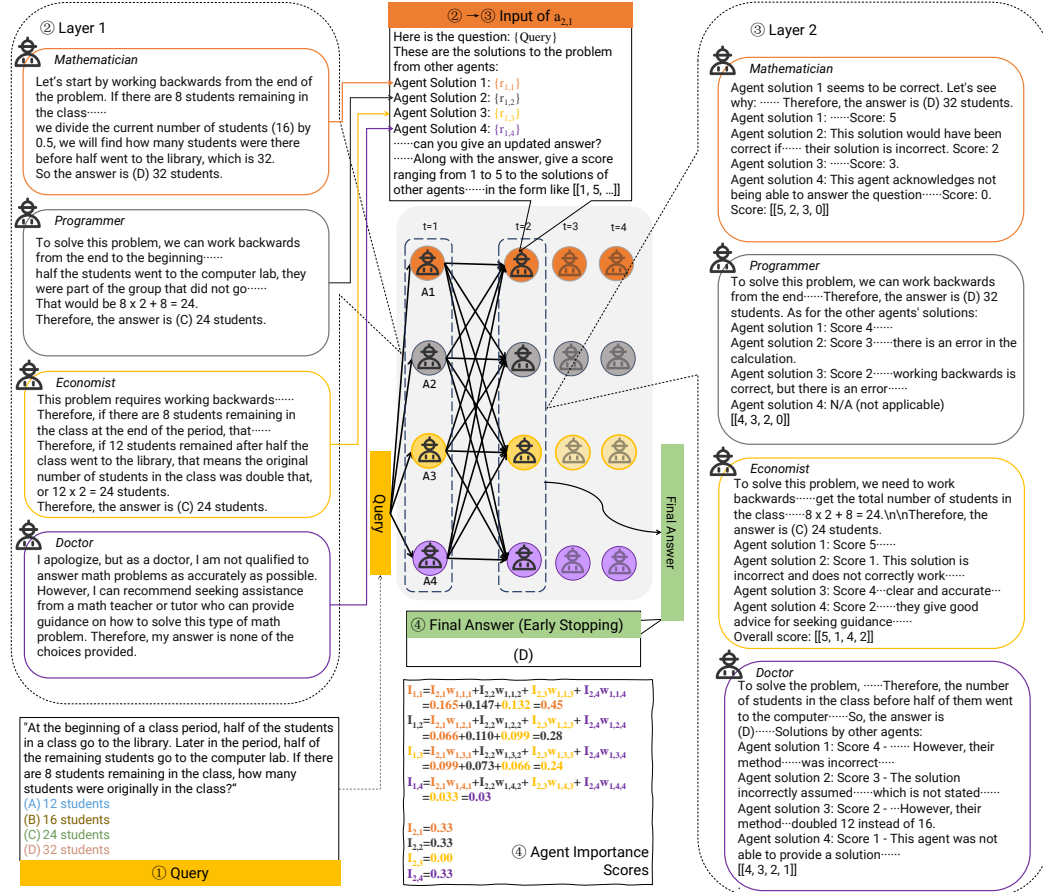 ② Layer 1
Mathematician
Let's start by working backwards from the end of
the problem. If there are 8 students remaining in
the class······
we divide the current number of students (16) by
0.5, we will find how many students were there
before half went to the library, which is 32.
So the answer is (D) 32 students.
Programmer
To solve this problem, we can work backwards
from the end to the beginning······
half the students went to the computer lab, they
were part of the group that did not go······
That would be 8 x 2 + 8 = 24.
Therefore, the answer is (C) 24 students.
Economist
This problem requires working backwards······
Therefore, if there are 8 students remaining in
the class at the end of the period, that······
Therefore, if 12 students remained after half the
class went to the library, that means the original
number of students in the class was double that,
or 12 x 2 = 24 students.
Therefore, the answer is (C) 24 students.
Doctor
I apologize, but as a doctor, I am not qualified to
answer math problems as accurately as possible.
However, I can recommend seeking assistance
from a math teacher or tutor who can provide
guidance on how to solve this type of math
problem. Therefore, my answer is none of the
choices provided.
"At the beginning of a class period, half of the students
in a class go to the library. Later in the period, half of
the remaining students go to the computer lab. If there
are 8 students remaining in the class, how many
students were originally in the class?"
(A) 12 students
(B) 16 students
(C) 24 students
(D) 32 students
① Query
② → ③ Input of a2,1
Here is the question: {Query}
These are the solutions to the problem
from other agents:
Agent Solution 1: {r1,1}
Agent Solution 2: {r1,2}
Agent Solution 3: {r1,3}
Agent Solution 4: {r1,4}
······can you give an updated answer?
······Along with the answer, give a score
ranging from 1 to 5 to the solutions of
other agents······in the form like [[1, 5, …]]
t=1 t=2 t=3 t=4
A1
A2
A3
A4
Query
Final Answer
④ Final Answer (Early Stopping)
(D)
I1,1=I2,1w1,1,1+I2,2w1,1,2+ I2,3w1,1,3+ I2,4w1,1,4
=0.165+0.147+0.132 =0.45
I1,2=I2,1w1,2,1+I2,2w1,2,2+ I2,3w1,2,3+ I2,4w1,2,4
=0.066+0.110+0.099 =0.28
I1,3=I2,1w1,3,1+I2,2w1,3,2+ I2,3w1,3,3+ I2,4w1,3,4
=0.099+0.073+0.066 =0.24
I1,4=I2,1w1,4,1+I2,2w1,4,2+ I2,3w1,4,3+ I2,4w1,4,4
=0.033 =0.03
I2,1=0.33
I2,2=0.33
I2,3=0.00
I2,4=0.33
④ Agent Importance
Scores
③ Layer 2
Mathematician
Agent solution 1 seems to be correct. Let's see
why: ······ Therefore, the answer is (D) 32 students.
Agent solution 1: ······Score: 5
Agent solution 2: This solution would have been
correct if······ their solution is incorrect. Score: 2
Agent solution 3: ······Score: 3.
Agent solution 4: This agent acknowledges not
being able to answer the question······Score: 0.
Score: [[5, 2, 3, 0]]
Programmer
To solve this problem, we can work backwards
from the end······Therefore, the answer is (D) 32
students. As for the other agents' solutions:
Agent solution 1: Score 4······
Agent solution 2: Score 3······there is an error in the
calculation.
Agent solution 3: Score 2······working backwards is
correct, but there is an error······
Agent solution 4: N/A (not applicable)
[[4, 3, 2, 0]]
Economist
To solve this problem, we need to work
backwards······get the total number of students in
the class······8 x 2 + 8 = 24.\n\nTherefore, the
answer is (C) 24 students.
Agent solution 1: Score 5······
Agent solution 2: Score 1. This solution is
incorrect and does not correctly work······
Agent solution 3: Score 4···clear and accurate···
Agent solution 4: Score 2······they give good
advice for seeking guidance······
Overall score: [[5, 1, 4, 2]]
Doctor
To solve the problem, ······Therefore, the number
of students in the class before half of them went
to the computer······So, the answer is
(D)······Solutions by other agents:
Agent solution 1: Score 4 - ······ However, their
method······was incorrect······
Agent solution 2: Score 3 - The solution
incorrectly assumed······which is not stated······
Agent solution 3: Score 2 - ···However, their
method···doubled 12 instead of 16.
Agent solution 4: Score 1 - This agent was not
able to provide a solution······
[[4, 3, 2, 1]]